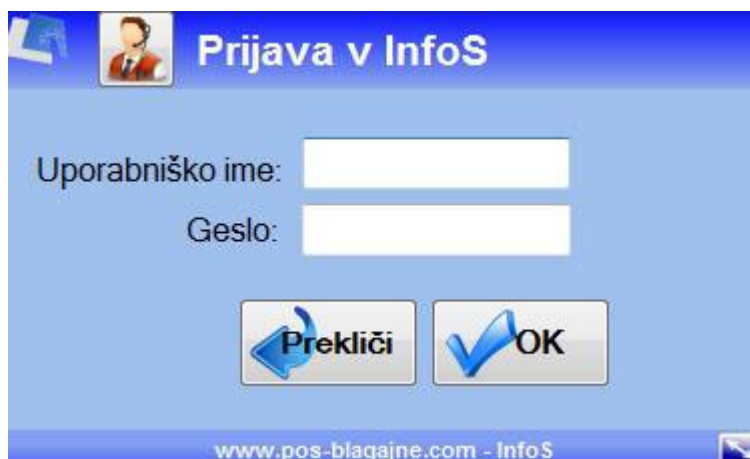 Prijava v InfoS
Uporabniško ime:
Geslo:
Prekliči OK
www.pos-blagajne.com - InfoS